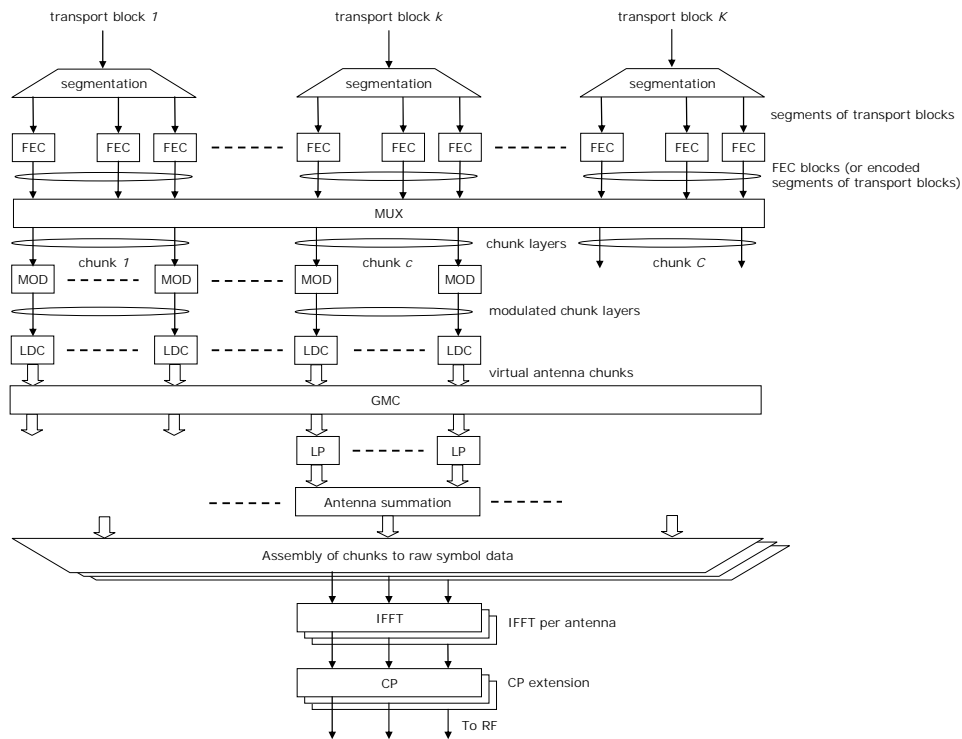 transport block 1 transport block k transport block K
segmentation segmentation segmentation
segments of transport blocks
FEC FEC FEC FEC FEC FEC FEC FEC FEC
FEC blocks (or encoded
segments of transport blocks)
MUX
chunk layers
chunk 1 chunk c chunk C
MOD MOD MOD MOD
modulated chunk layers
LDC LDC LDC LDC
virtual antenna chunks
GMC
LP LP
Antenna summation
Assembly of chunks to raw symbol data
IFFT
IFFT per antenna
CP
CP extension
To RF